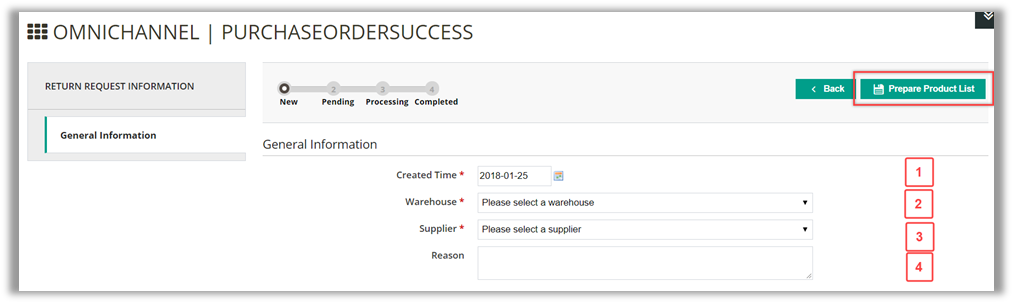 OMNICHANNEL | PURCHASEORDERSUCCESS
RETURN REQUEST INFORMATION
General Information
2 3 4
New Pending Processing Completed
Back
Prepare Product List
General Information
Created Time * 2018-01-25 1
Warehouse * Please select a warehouse 2
Supplier * Please select a supplier 3
Reason 4